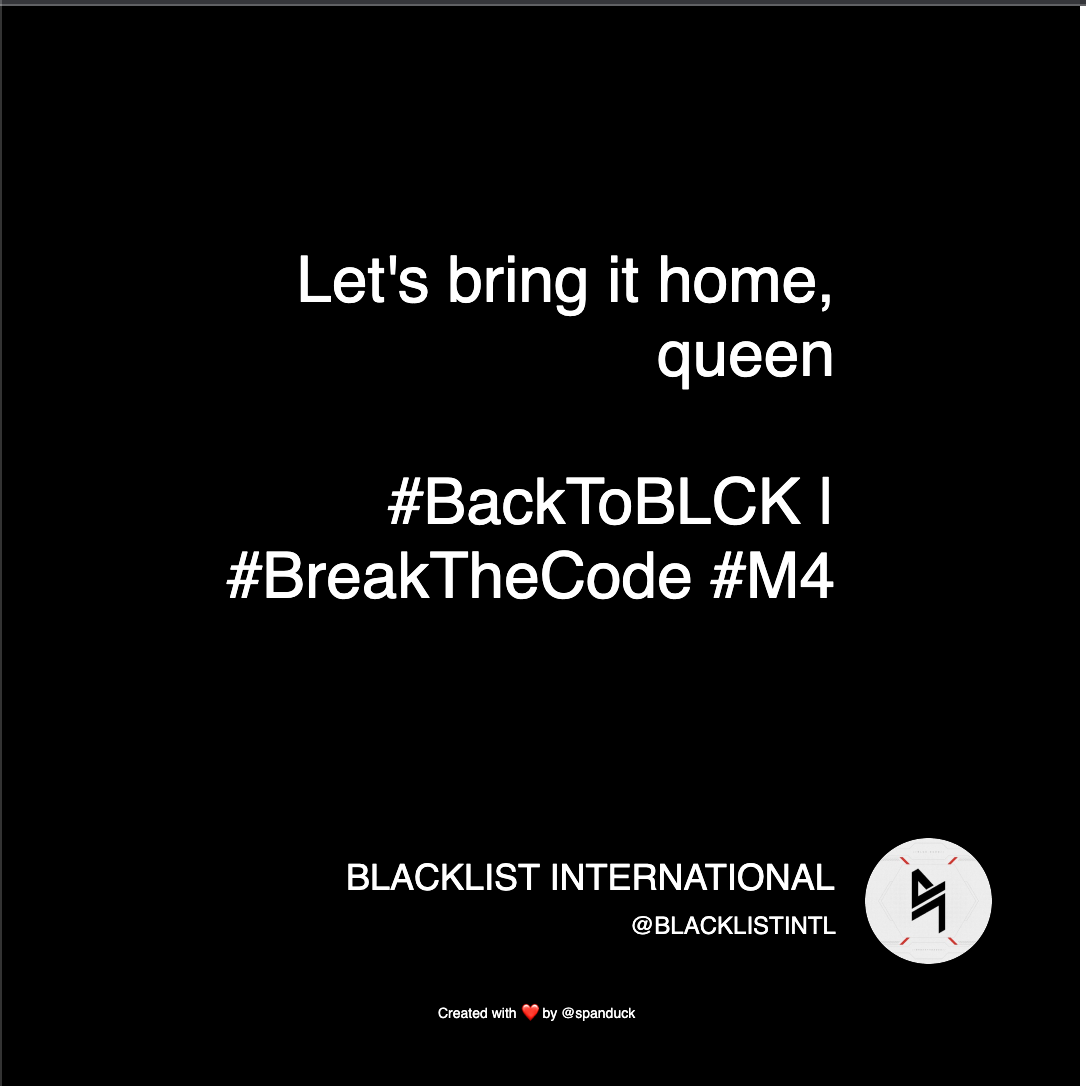 Let's bring it home,
queen
#BackToBLCK |
#BreakTheCode #M4
BLACKLIST INTERNATIONAL
@BLACKLISTINTL
Created with ❤️ by @spanduck